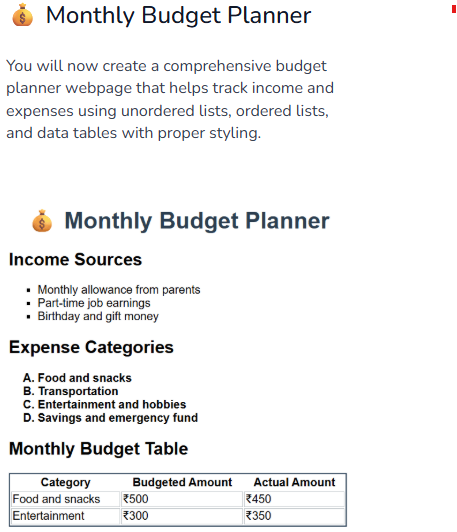 Monthly Budget Planner
You will now create a comprehensive budget
planner webpage that helps track income and
expenses using unordered lists, ordered lists,
and data tables with proper styling.
Monthly Budget Planner
Income Sources
Monthly allowance from parents
Part-time job earnings
Birthday and gift money
Expense Categories
A. Food and snacks
B. Transportation
C. Entertainment and hobbies
D. Savings and emergency fund
Monthly Budget Table
Category Budgeted Amount Actual Amount
Food and snacks ₹500 ₹450
Entertainment ₹300 ₹350